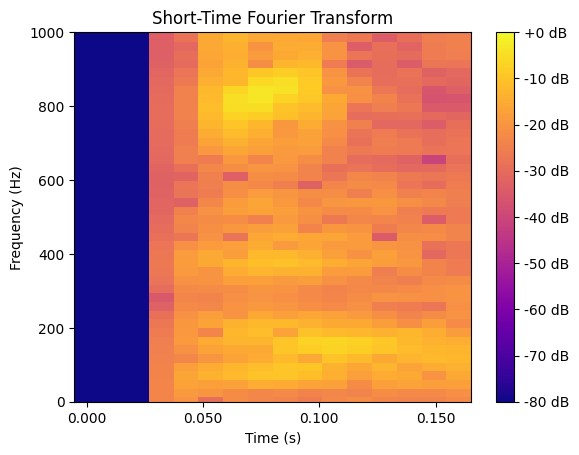 Short-Time Fourier Transform
1000
800
600
400
200
0
Frequency (Hz)
0.000
0.050
0.100
0.150
Time (s)
+0 dB
-10 dB
-20 dB
-30 dB
-40 dB
-50 dB
-60 dB
-70 dB
-80 dB